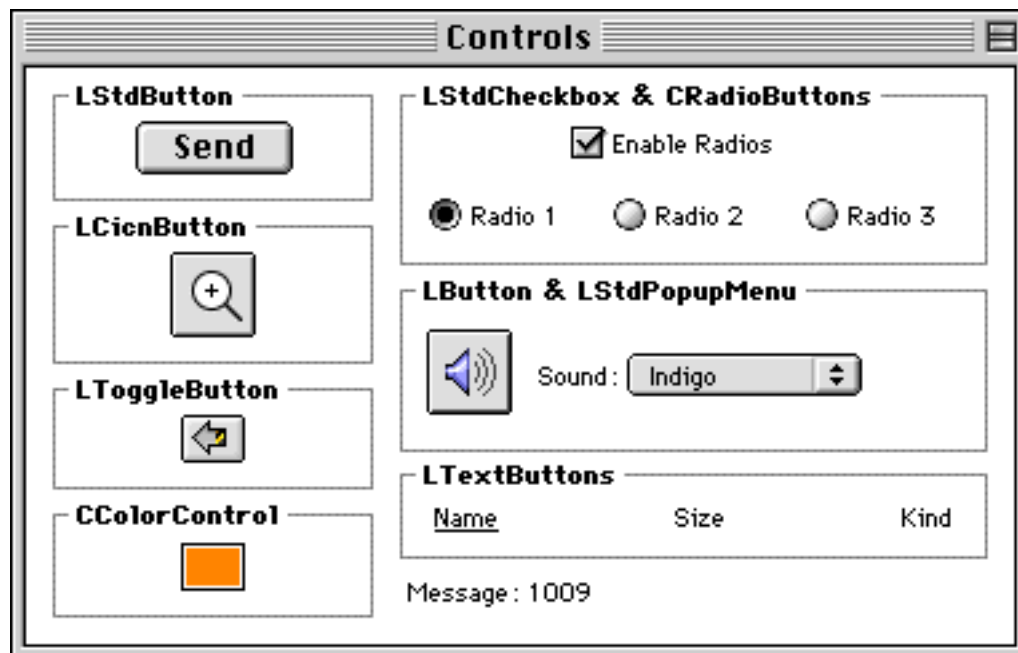 Controls
LStdButton
Send
LCicnButton
LToggleButton
CColorControl
LStdCheckbox & CRadioButtons
Enable Radios
Radio 1 Radio 2 Radio 3
LButton & LStdPopupMenu
Sound: Indigo
LTextButtons
Name Size Kind
Message: 1009